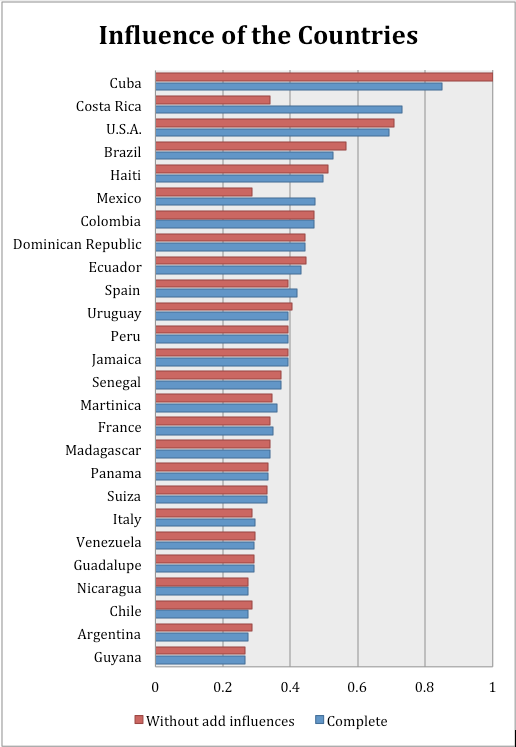 Influence of the Countries
Cuba
Costa Rica
U.S.A.
Brazil
Haiti
Mexico
Colombia
Dominican Republic
Ecuador
Spain
Uruguay
Peru
Jamaica
Senegal
Martinica
France
Madagascar
Panama
Suiza
Italy
Venezuela
Guadalupe
Nicaragua
Chile
Argentina
Guyana
0 0.2 0.4 0.6 0.8 1
Without add influences Complete